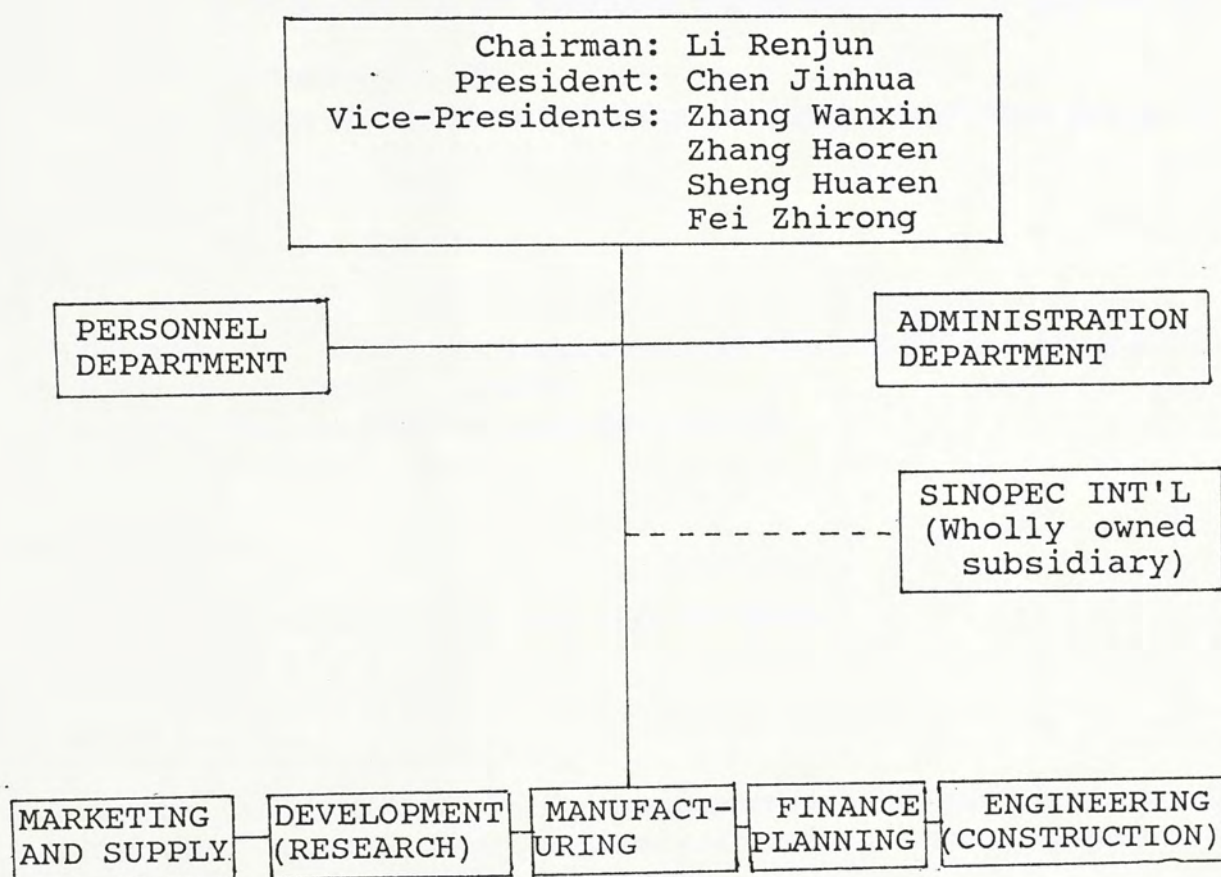 Chairman: Li Renjun
President: Chen Jinhua
Vice-Presidents: Zhang Wanxin
Zhang Haoren
Sheng Huaren
Fei Zhirong
PERSONNEL
DEPARTMENT
ADMINISTRATION
DEPARTMENT
SINOPEC INT'L
(Wholly owned
subsidiary)
MARKETING
AND SUPPLY
DEVELOPMENT
(RESEARCH)
MANUFACT-
URING
FINANCE
PLANNING
ENGINEERING
(CONSTRUCTION)